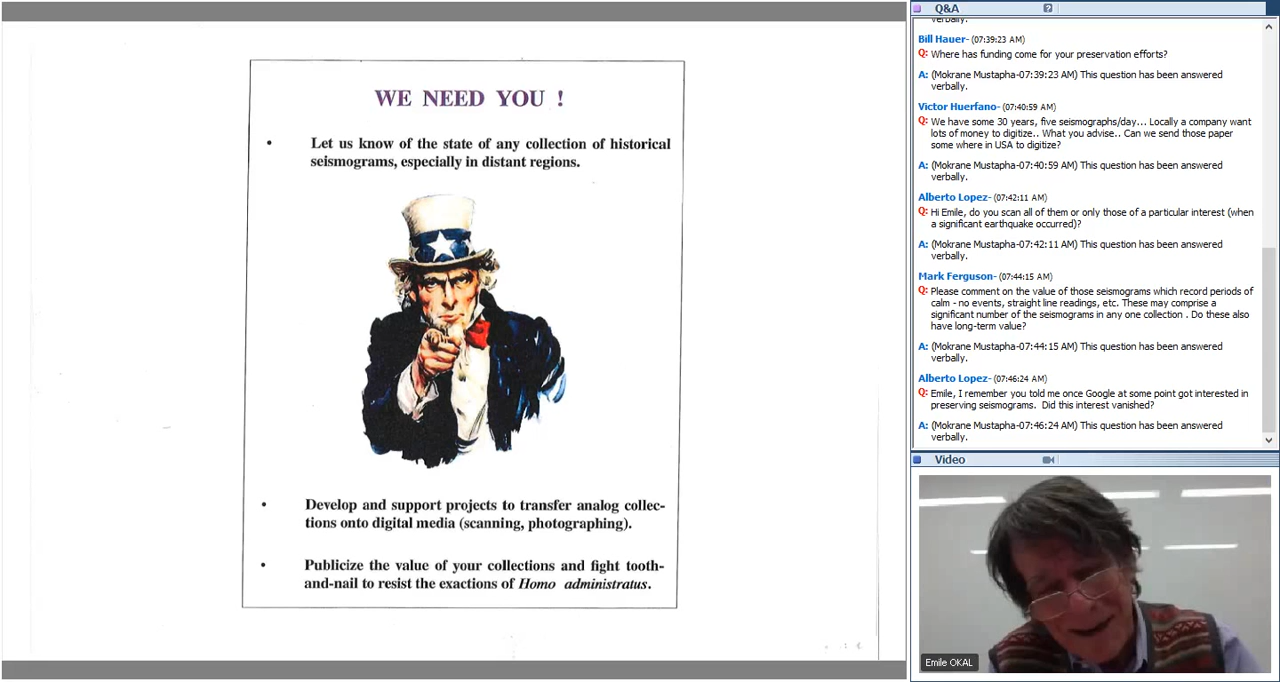 WE NEED YOU !
• Let us know of the state of any collection of historical
seismograms, especially in distant regions.
• Develop and support projects to transfer analog collec-
tions onto digital media (scanning, photographing).
• Publicize the value of your collections and fight tooth-
and-nail to resist the exactions of Homo administratus.
Q&A
verbally.
Bill Hauer- (07:39:23 AM)
Q: Where has funding come for your preservation efforts?
A: (Mokrane Mustapha-07:39:23 AM) This question has been answered
verbally.
Victor Huerfano- (07:40:59 AM)
Q: We have some 30 years, five seismographs/day... Locally a company want
lots of money to digitize.. What you advise.. Can we send those paper
some where in USA to digitize?
A: (Mokrane Mustapha-07:40:59 AM) This question has been answered
verbally.
Alberto Lopez- (07:42:11 AM)
Q: Hi Emile, do you scan all of them or only those of a particular interest (when
a significant earthquake occurred)?
A: (Mokrane Mustapha-07:42:11 AM) This question has been answered
verbally.
Mark Ferguson- (07:44:15 AM)
Q: Please comment on the value of those seismograms which record periods of
calm - no events, straight line readings, etc. These may comprise a
significant number of the seismograms in any one collection . Do these also
have long-term value?
A: (Mokrane Mustapha-07:44:15 AM) This question has been answered
verbally.
Alberto Lopez- (07:46:24 AM)
Q: Emile, I remember you told me once Google at some point got interested in
preserving seismograms. Did this interest vanished?
A: (Mokrane Mustapha-07:46:24 AM) This question has been answered
verbally.
Video
Emile OKAL